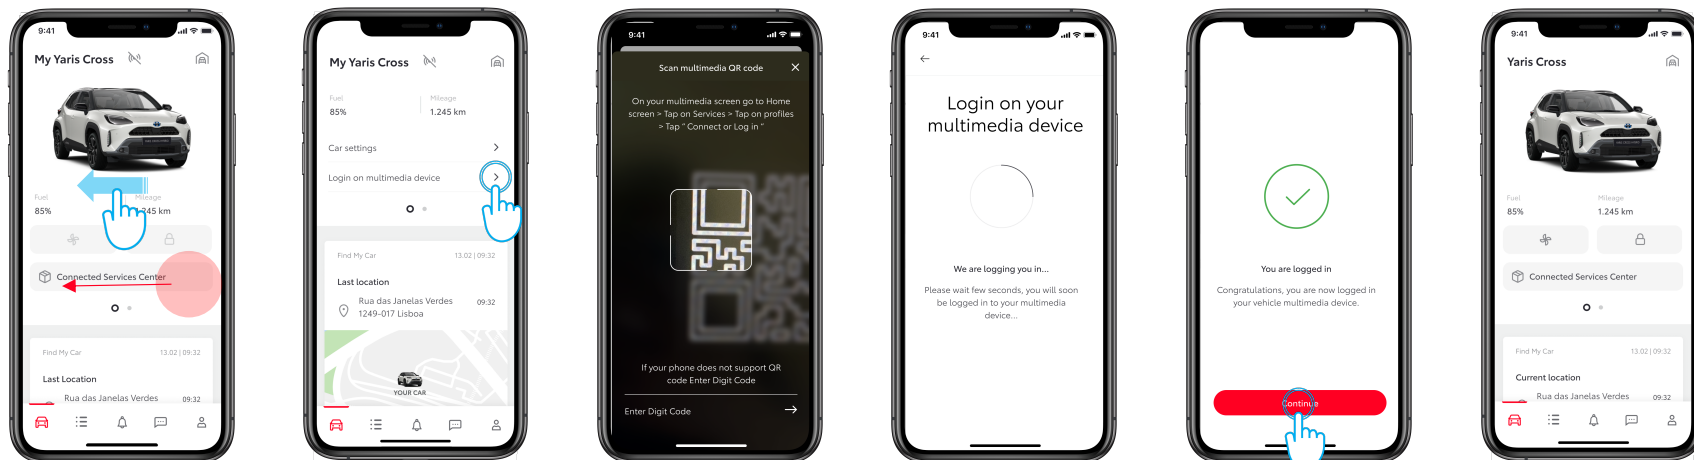 9:41
My Yaris Cross
Fuel
Mileage
85%
1.245 km
Connected Services Center
Find My Car
13.02 | 09:32
Last Location
Rua das Janelas Verdes
09:32
My Yaris Cross
Fuel
Mileage
85%
1.245 km
Car settings
Login on multimedia device
Find My Car
13.02 | 09:32
Last location
Rua das Janelas Verdes
09:32
1249-017 Lisboa
YOUR CAR
9:41
Scan multimedia QR code
On your multimedia screen go to Home
screen > Tap on Services > Tap on profiles
> Tap " Connect or Log in "
If your phone does not support QR
code Enter Digit Code
Enter Digit Code
9:41
Login on your
multimedia device
We are logging you in...
Please wait few seconds, you will soon
be logged in to your multimedia
device...
9:41
You are logged in
Congratulations, you are now logged in
your vehicle multimedia device.
Continue
9:41
Yaris Cross
Fuel
Mileage
85%
1.245 km
Connected Services Center
Find My Car
13.02 | 09:32
Current location
Rua das Janelas Verdes
09:32